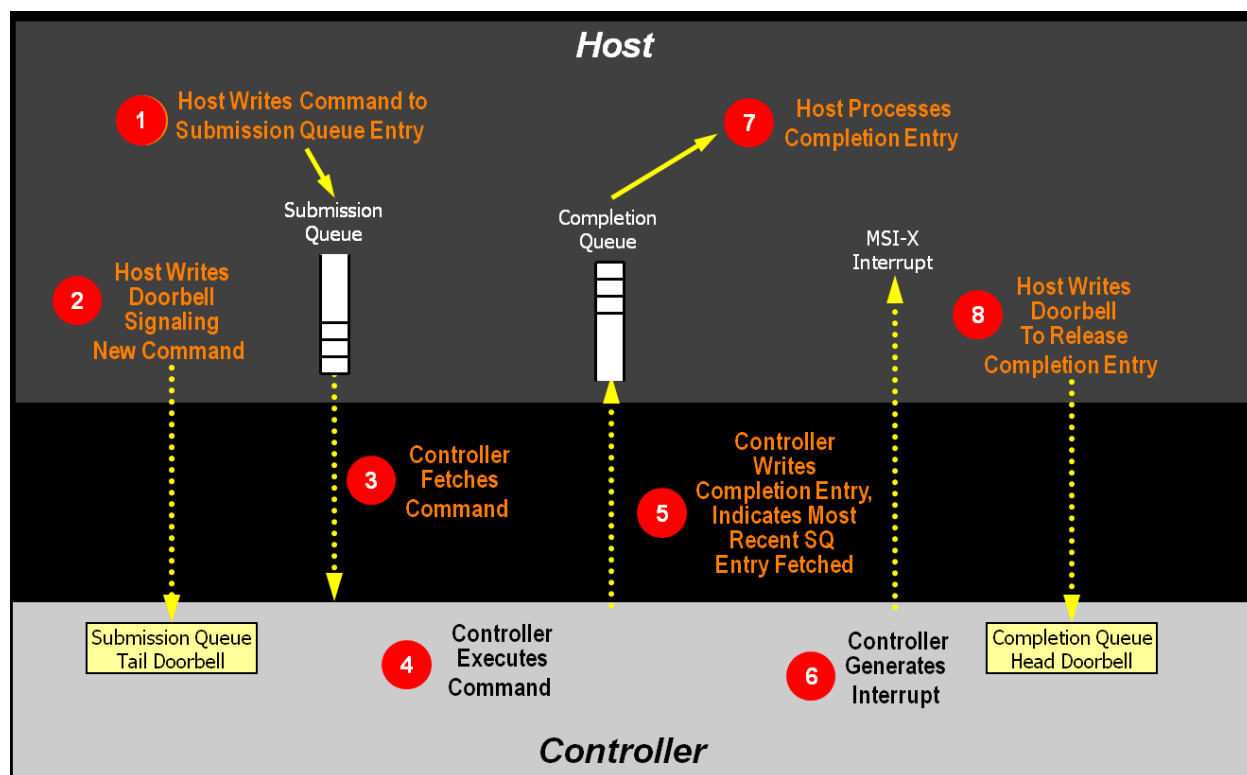 Host
1
Host Writes Command to
Submission Queue Entry
7
Host Processes
Completion Entry
Submission
Queue
Completion
Queue
MSI-X
Interrupt
2
Host Writes
Doorbell
Signaling
New Command
8
Host Writes
Doorbell
To Release
Completion Entry
3
Controller
Fetches
Command
5
Controller
Writes
Completion Entry,
Indicates Most
Recent SQ
Entry Fetched
Submission Queue
Tail Doorbell
4
Controller
Executes
Command
6
Controller
Generates
Interrupt
Completion Queue
Head Doorbell
Controller